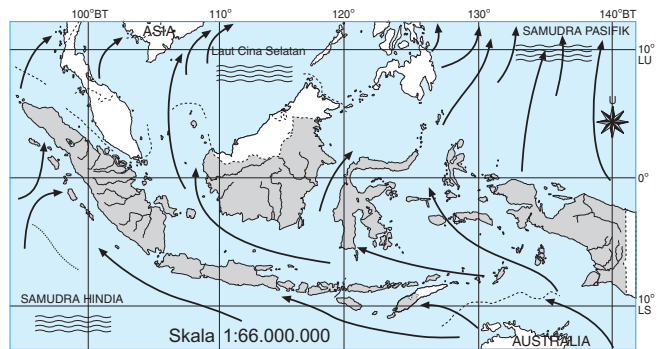 100°BT
110°
120°
130°
140°BT
ASIA
SAMUDRA PASIFIK
Laut Cina Selatan
10°
LU
U
0°
SAMUDRA HINDIA
10°
LS
Skala 1:66.000.000
AUSTRALIA